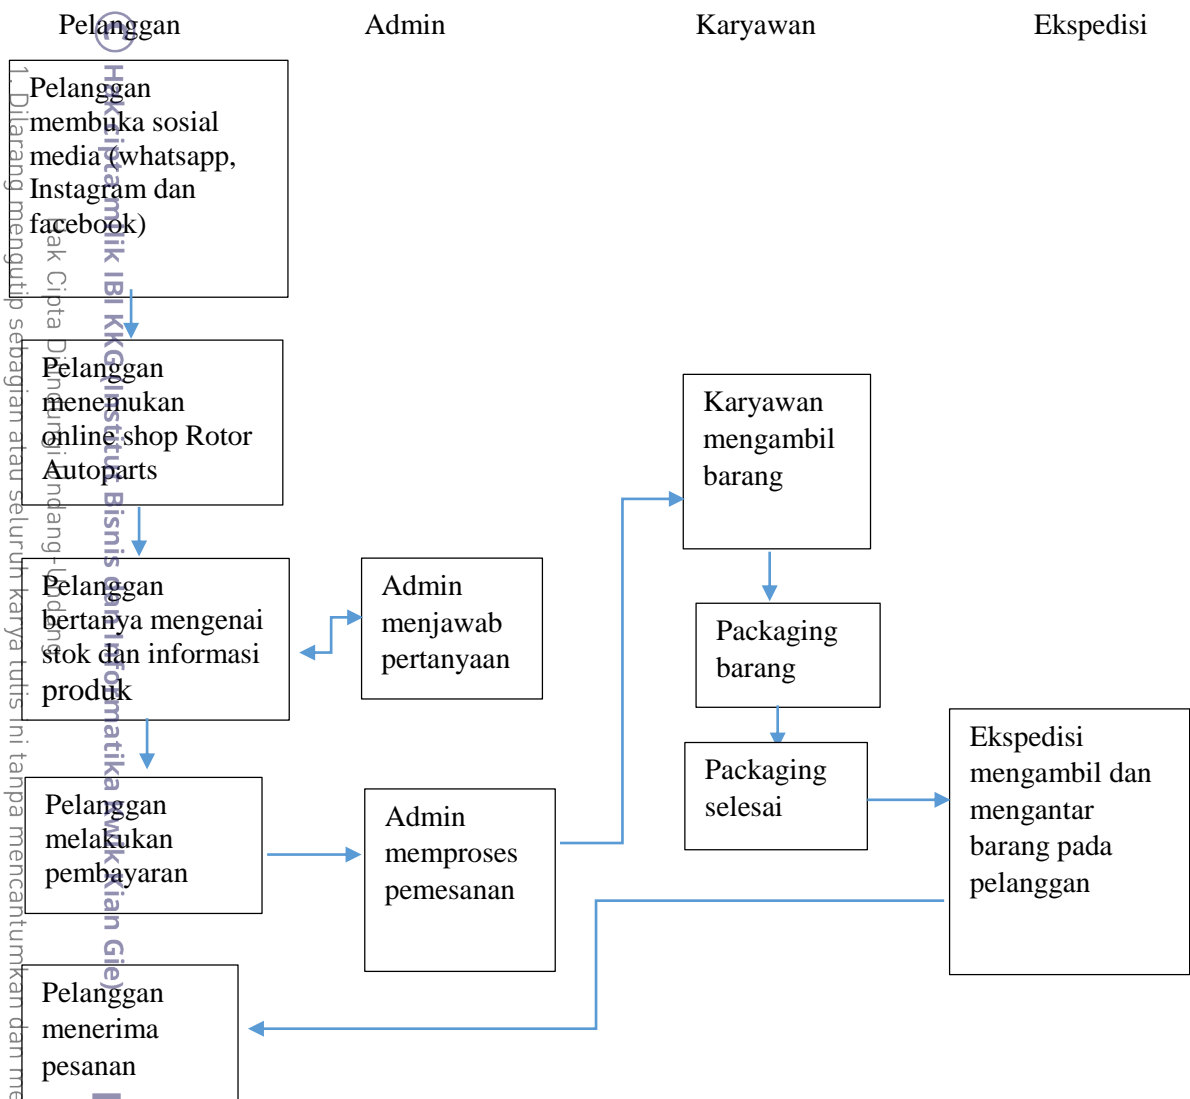 Pelanggan
Admin
Karyawan
Ekspedisi
Pelanggan
membuka sosial
media (whatsapp,
Instagram dan
facebook)
Pelanggan
menemukan
online shop Rotor
Autoparts
Pelanggan
bertanya mengenai
stok dan informasi
produk
Admin
menjawab
pertanyaan
Pelanggan
melakukan
pembayaran
Admin
memproses
pemesanan
Karyawan
mengambil
barang
Packaging
barang
Packaging
selesai
Ekspedisi
mengambil dan
mengantar
barang pada
pelanggan
Pelanggan
menerima
pesanan
© Hak cipta milik IBI KKG (Institut Bisnis dan Informatika Kwik Kian Gie)
Hak Cipta Dilindungi Undang-Undang
1. Dilarang mengutip sebagian atau seluruh karya tulis ini tanpa mencantumkan dan me